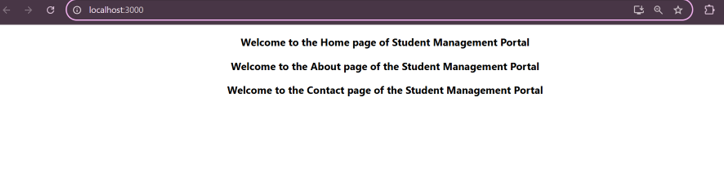 localhost:3000
Welcome to the Home page of Student Management Portal
Welcome to the About page of the Student Management Portal
Welcome to the Contact page of the Student Management Portal